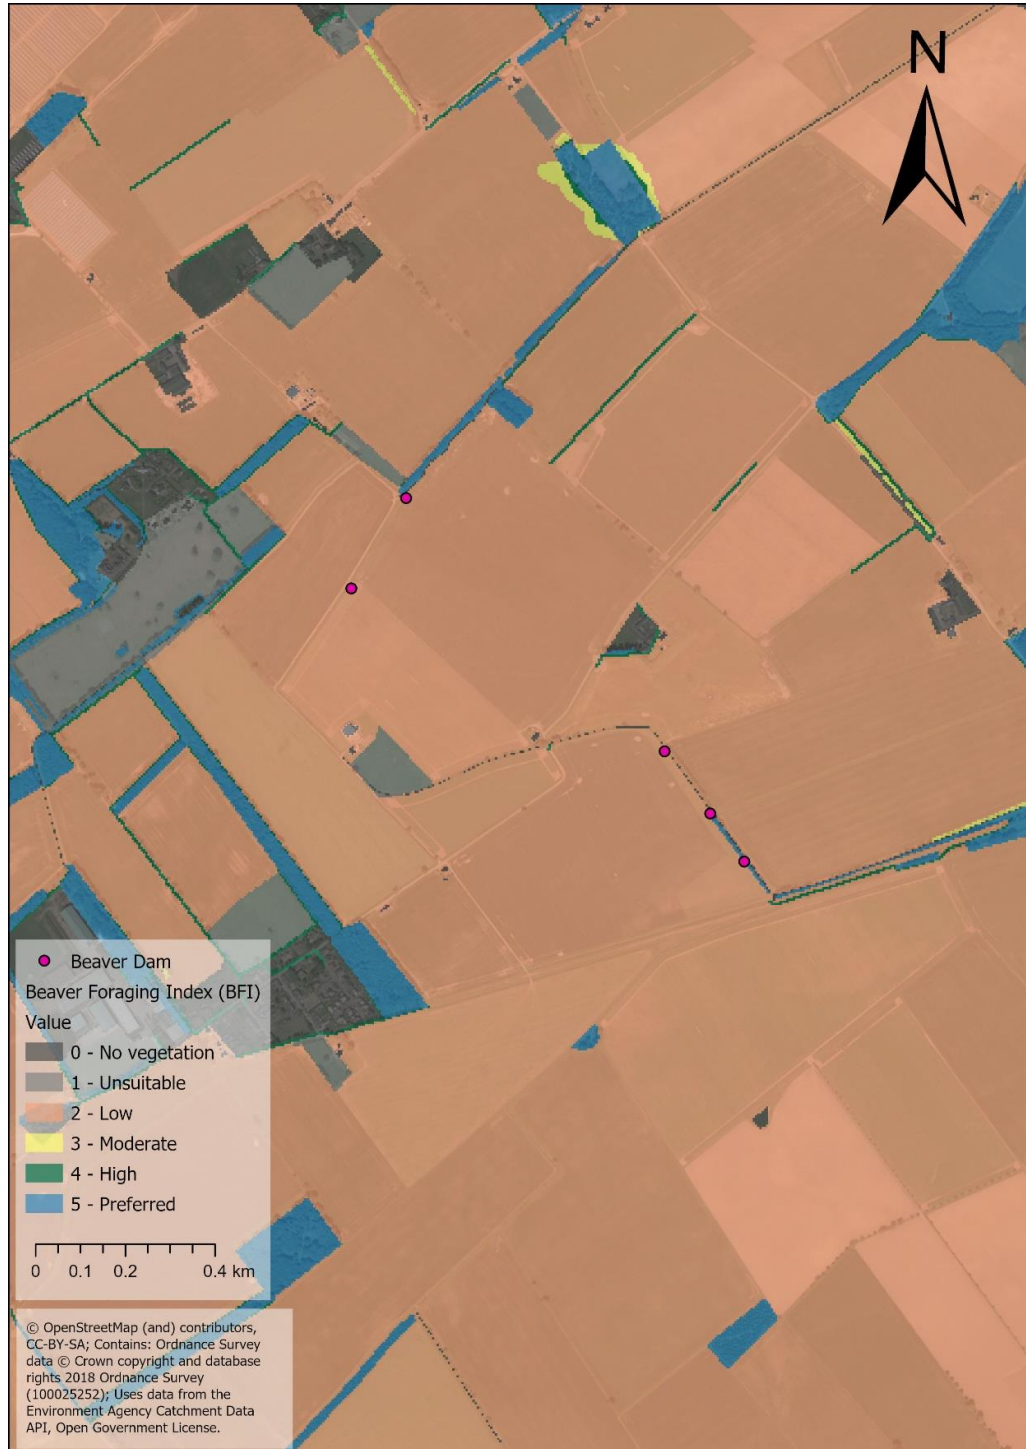 N
Beaver Dam
Beaver Foraging Index (BFI)
Value
0 - No vegetation
1 - Unsuitable
2 - Low
3 - Moderate
4 - High
5 - Preferred
0 0.1 0.2 0.4 km
© OpenStreetMap (and) contributors,
CC-BY-SA; Contains: Ordnance Survey
data © Crown copyright and database
rights 2018 Ordnance Survey
(100025252); Uses data from the
Environment Agency Catchment Data
API, Open Government License.